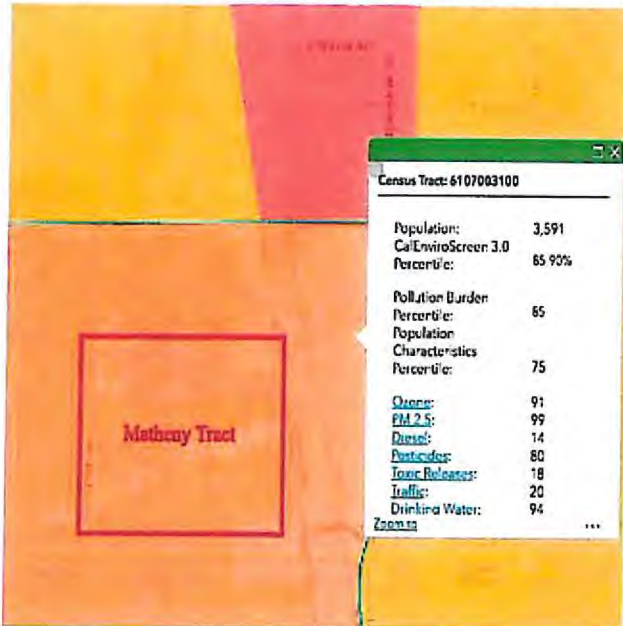 Census Tract: 6107003100
Population: 3,591
CalEnviroScreen 3.0
Percentile: 85 90%
Pollution Burden
Percentile: 85
Population
Characteristics
Percentile: 75
Ozone: 91
PM 2.5: 99
Diesel: 14
Pesticides: 80
Toxic Releases: 18
Traffic: 20
Drinking Water: 94
Zoom to ...
Matheny Tract